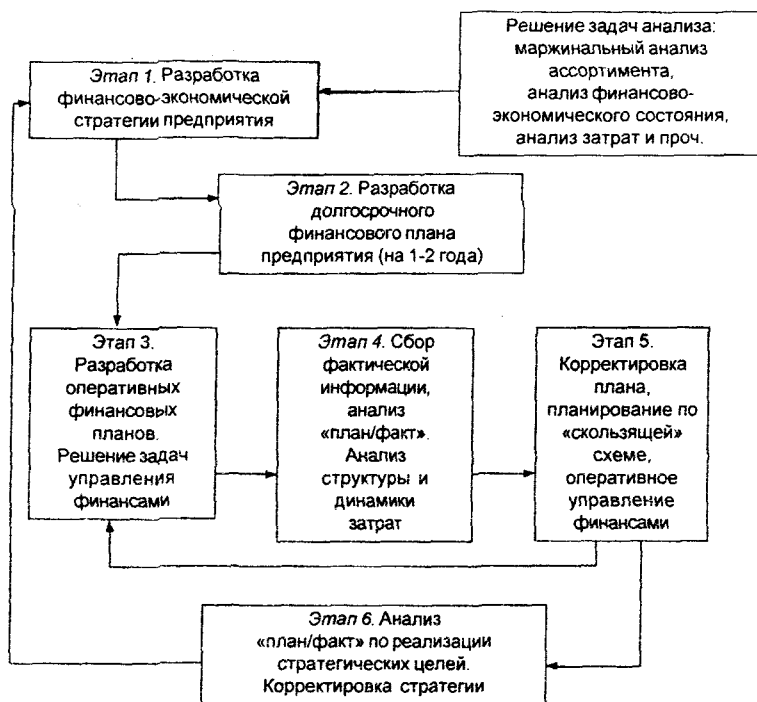 Решение задач анализа:
маржинальный анализ
ассортимента,
анализ финансово-
экономического состояния,
анализ затрат и проч.
Этап 1. Разработка
финансово-экономической
стратегии предприятия
Этап 2. Разработка
долгосрочного
финансового плана
предприятия (на 1-2 года)
Этап 3.
Разработка
оперативных
финансовых
планов.
Решение задач
управления
финансами
Этап 4. Сбор
фактической
информации,
анализ
«план/факт».
Анализ
структуры и
динамики
затрат
Этап 5.
Корректировка
плана,
планирование по
«скользящей»
схеме,
оперативное
управление
финансами
Этап 6. Анализ
«план/факт» по реализации
стратегических целей.
Корректировка стратегии